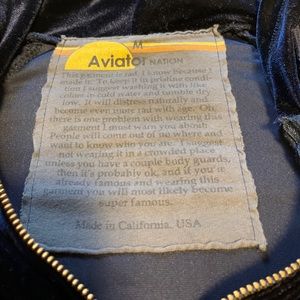 M
Aviator NATION
This garment is rad. I know because I
made it. To keep it in pristine condi
tion I suggest washing it with like
colors in cold water and tumble dry
low. It will distress naturally and
become even more rad with age. Oh
there is one problem with wearing this
garment I must warn you about.
People will come out of no where and
want to know who you are. I suggest
not wearing it in a crowded place
unless you have a couple body guards,
then it's probably ok, and if you're
already famous and wearing this
garment you will most likely become
super famous.
Made in California, USA